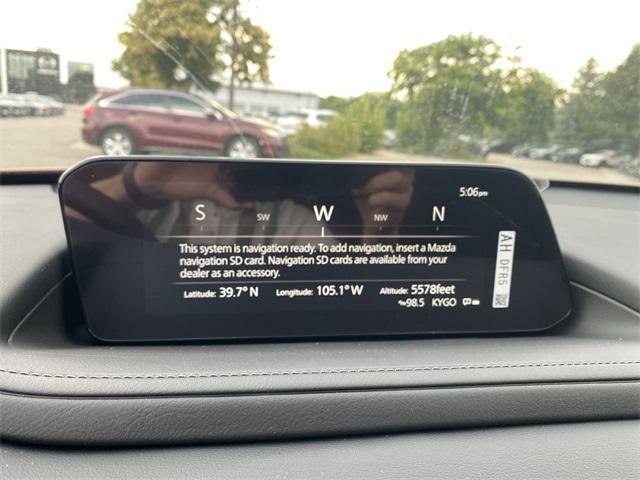 5:06pm
S SW W NW N
This system is navigation ready. To add navigation, insert a Mazda
navigation SD card. Navigation SD cards are available from your
dealer as an accessory.
Latitude: 39.7° N Longitude: 105.1° W Altitude: 5578feet
98.5 KYGO
AH DFR5